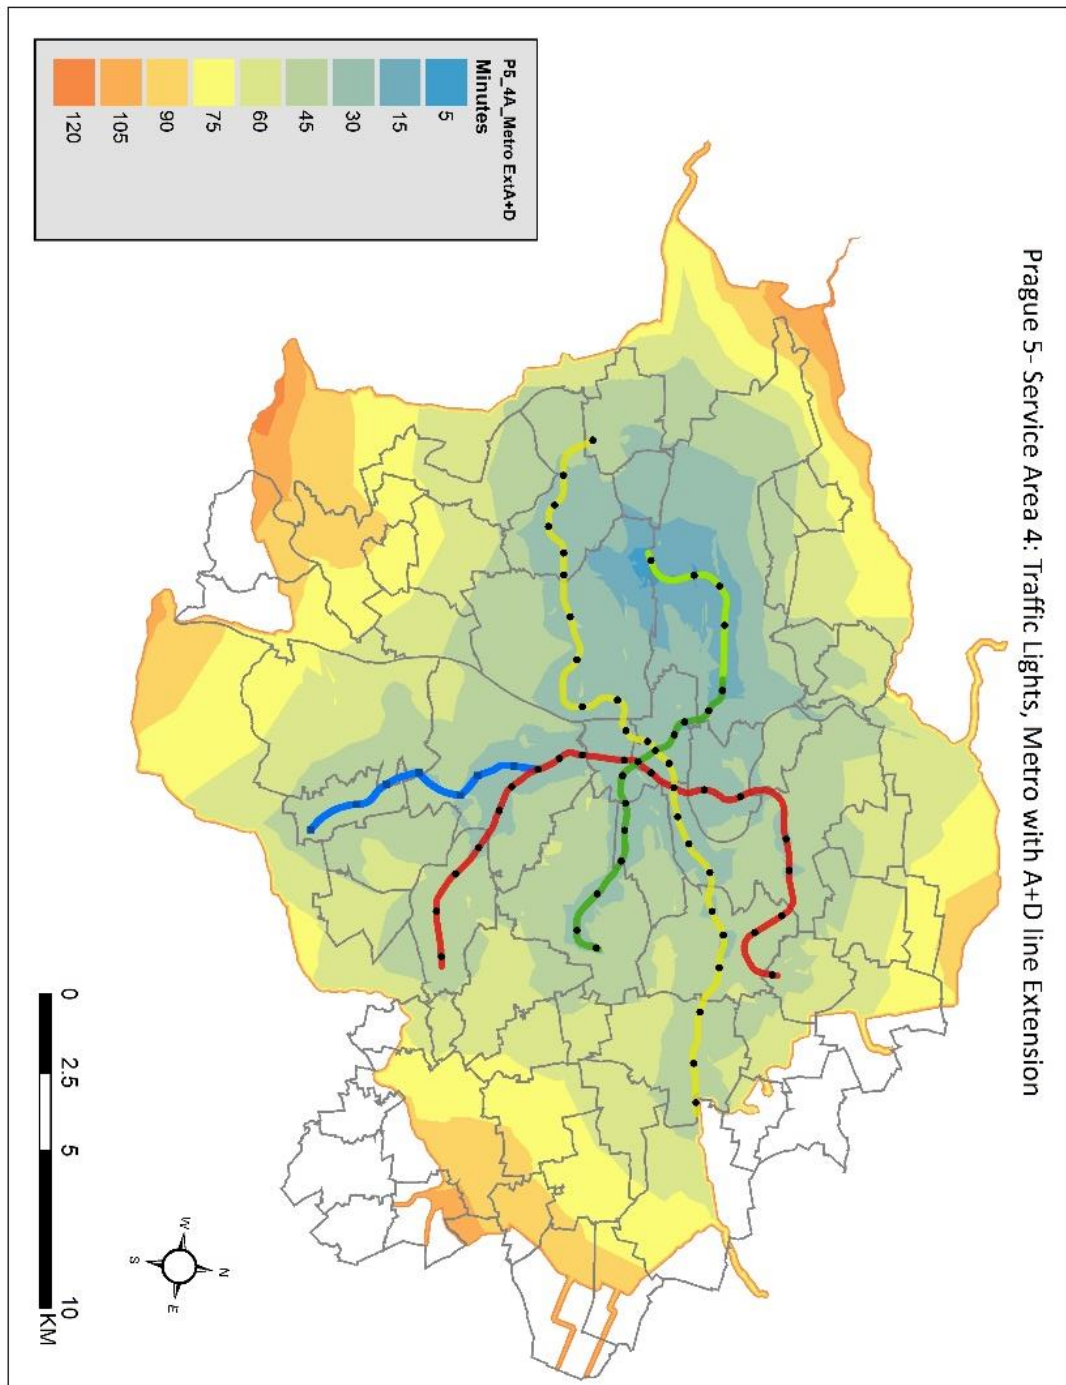 Prague 5- Service Area 4: Traffic Lights, Metro with A+D line Extension
P5_4A_Metro ExtA+D
Minutes
5
15
30
45
60
75
90
105
120
0
2.5
5
10
KM
N
W
E
S